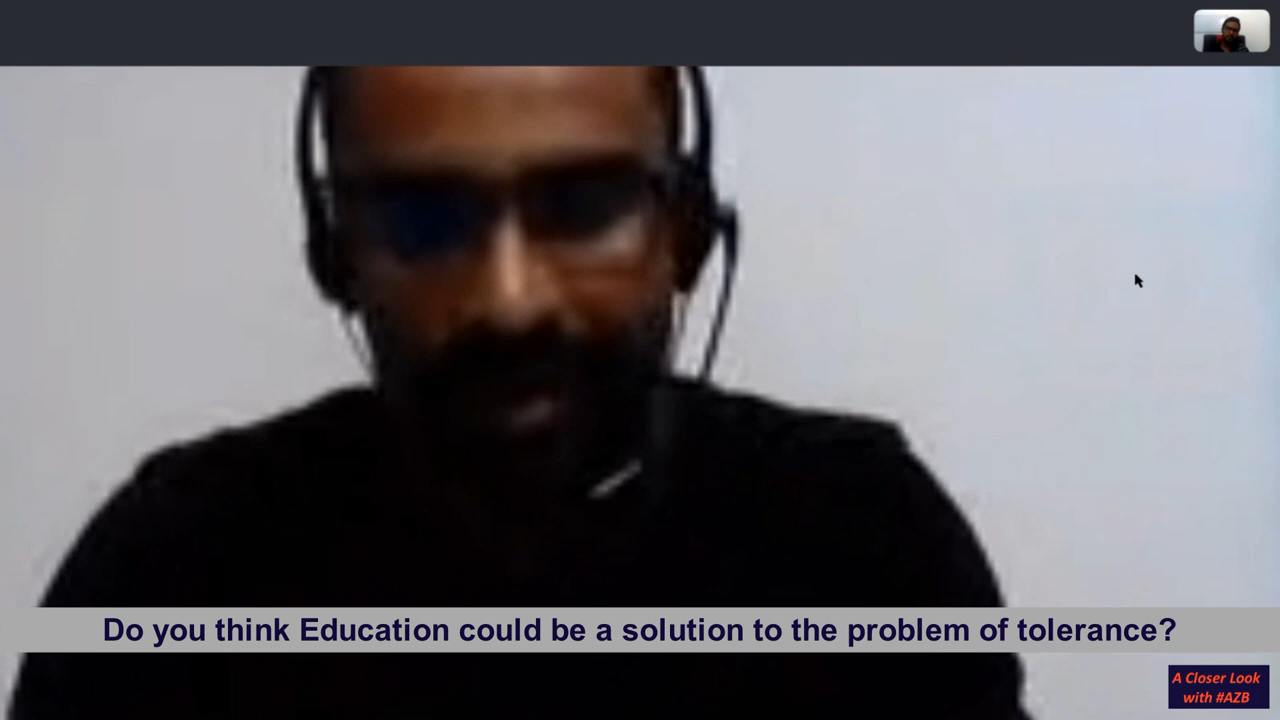 Do you think Education could be a solution to the problem of tolerance?
A Closer Look
with #AZB